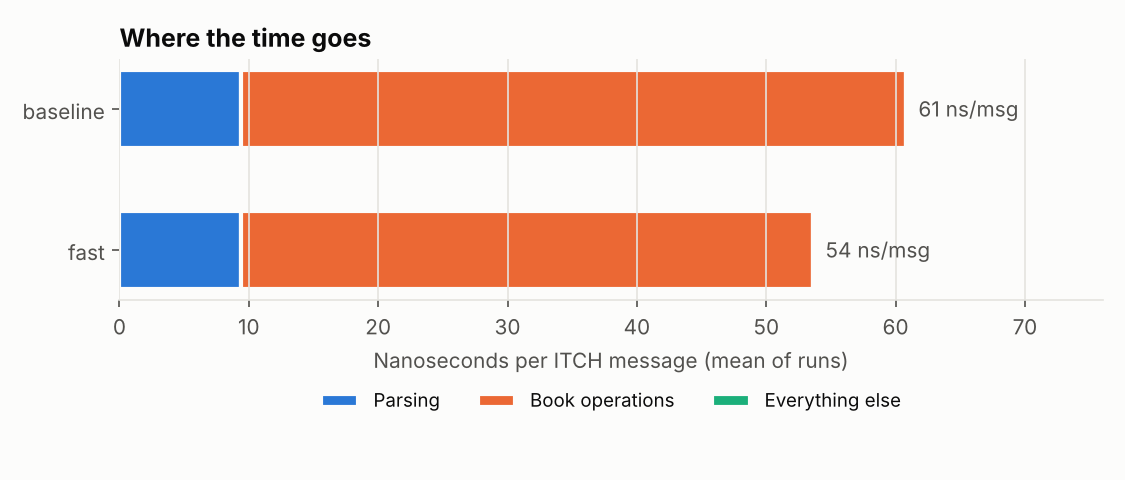 Where the time goes
baseline
61 ns/msg
fast
54 ns/msg
0 10 20 30 40 50 60 70
Nanoseconds per ITCH message (mean of runs)
Parsing Book operations Everything else